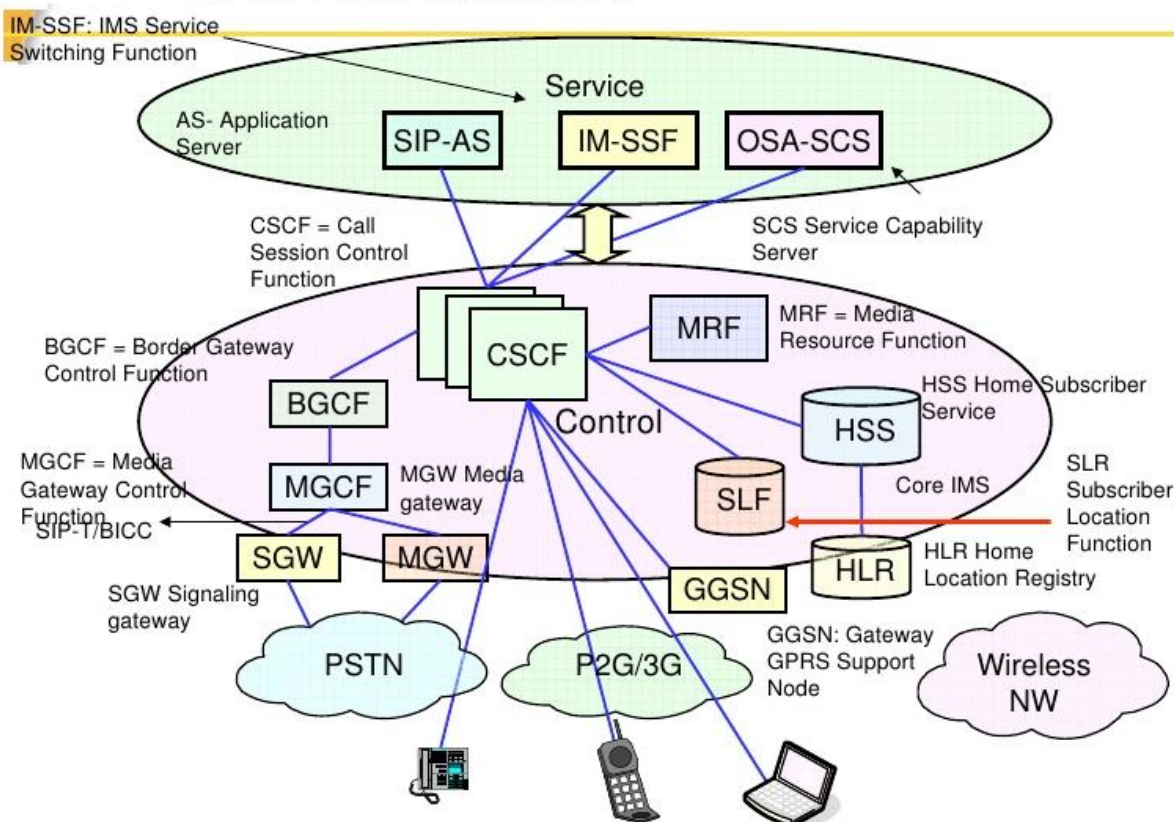 IM-SSF: IMS Service
Switching Function
Service
AS- Application
Server
SIP-AS
IM-SSF
OSA-SCS
CSCF = Call
Session Control
Function
SCS Service Capability
Server
BGCF = Border Gateway
Control Function
CSCF
MRF
MRF = Media
Resource Function
BGCF
Control
HSS
HSS Home Subscriber
Service
MGCF = Media
Gateway Control
Function
SIP-T/BICC
MGCF
MGW Media
gateway
SLF
Core IMS
SLR
Subscriber
Location
Function
SGW
MGW
GGSN
HLR
HLR Home
Location Registry
SGW Signaling
gateway
PSTN
P2G/3G
GGSN: Gateway
GPRS Support
Node
Wireless
NW